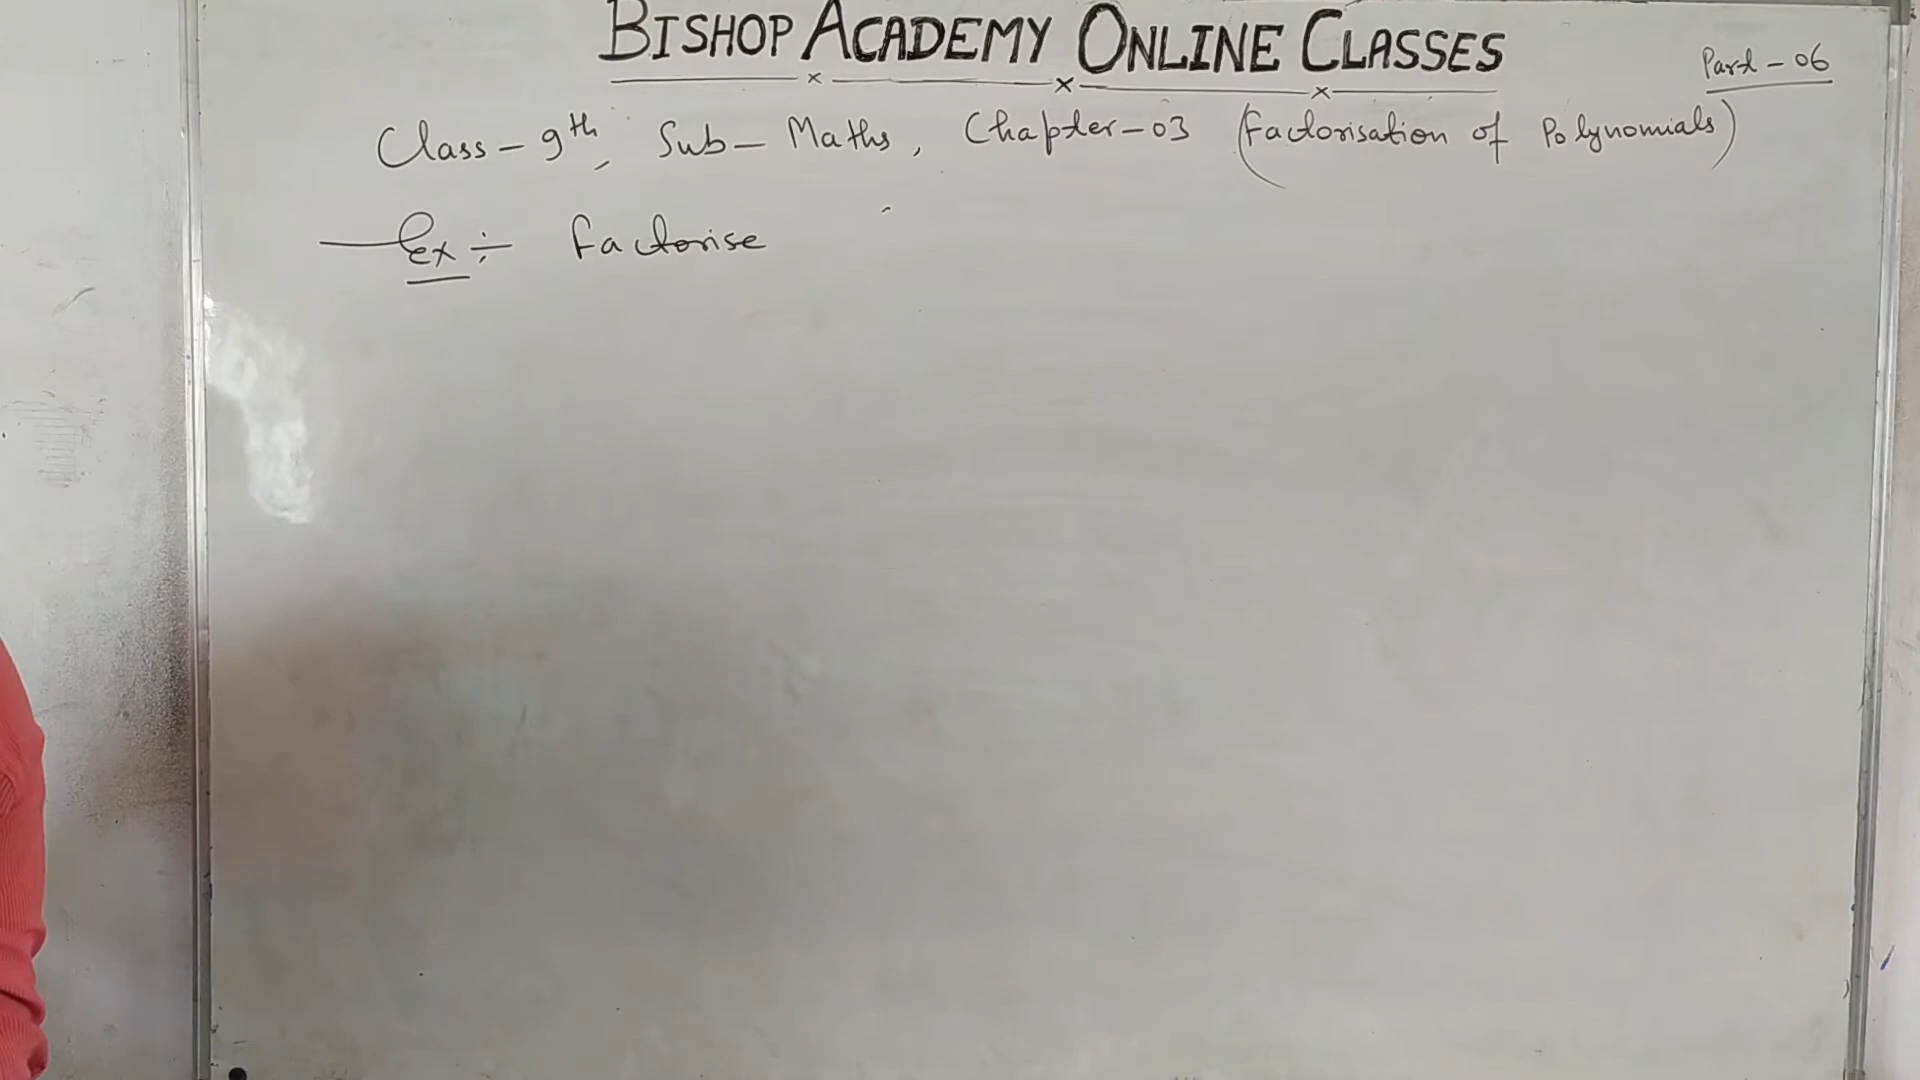 BISHOP ACADEMY ONLINE CLASSES
Part - 06
Class - 9th, Sub - Maths, Chapter - 03 (Factorisation of Polynomials)
Ex ÷ Factorise